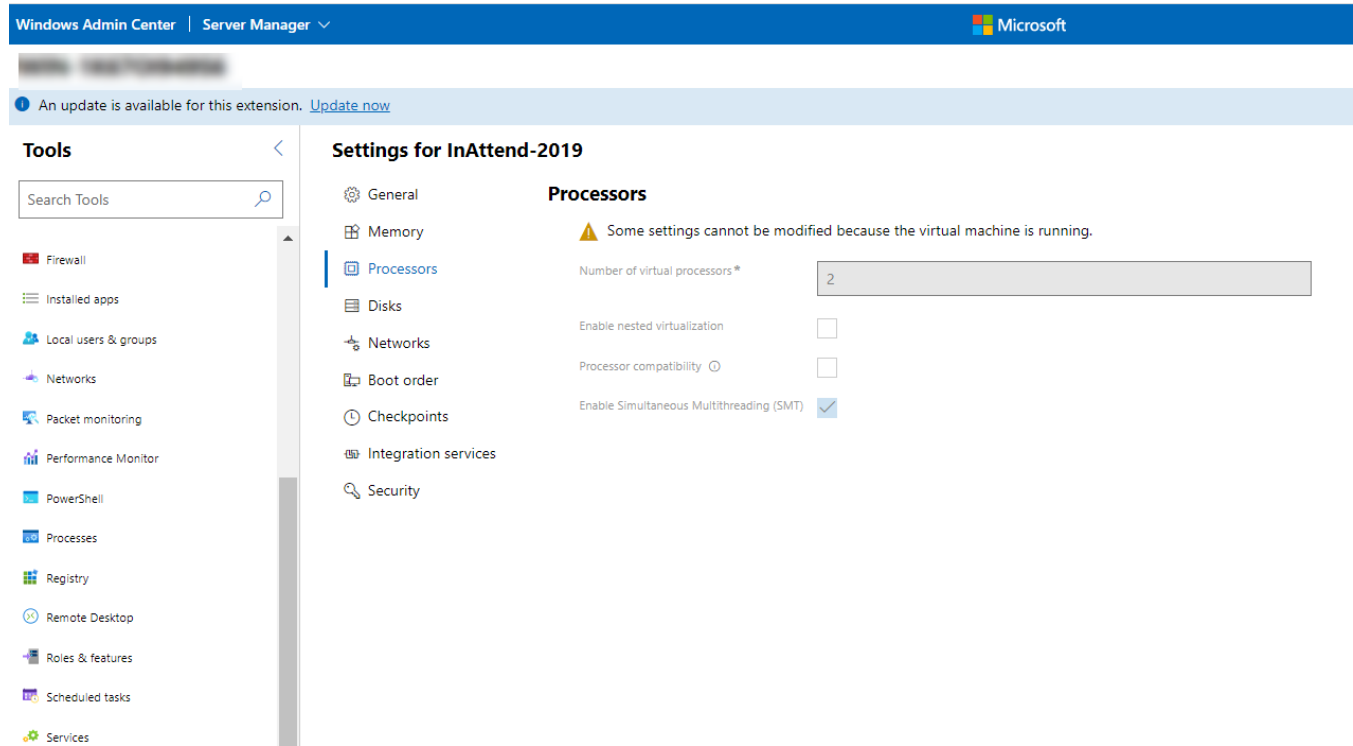 Windows Admin Center | Server Manager
Microsoft
An update is available for this extension. Update now
Tools
Search Tools
Firewall
Installed apps
Local users & groups
Networks
Packet monitoring
Performance Monitor
PowerShell
Processes
Registry
Remote Desktop
Roles & features
Scheduled tasks
Services
Settings for InAttend-2019
General
Memory
Processors
Disks
Networks
Boot order
Checkpoints
Integration services
Security
Processors
Some settings cannot be modified because the virtual machine is running.
Number of virtual processors *
2
Enable nested virtualization
Processor compatibility
Enable Simultaneous Multithreading (SMT)